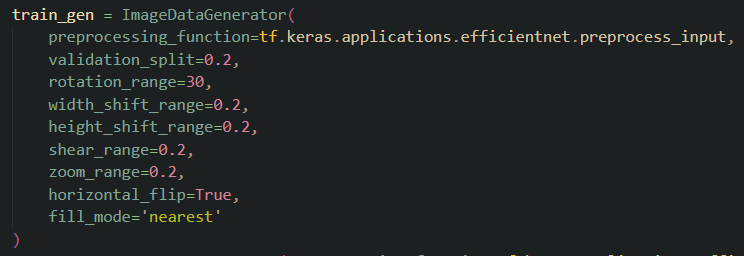 train_gen = ImageDataGenerator(
    preprocessing_function=tf.keras.applications.efficientnet.preprocess_input,
    validation_split=0.2,
    rotation_range=30,
    width_shift_range=0.2,
    height_shift_range=0.2,
    shear_range=0.2,
    zoom_range=0.2,
    horizontal_flip=True,
    fill_mode='nearest'
)